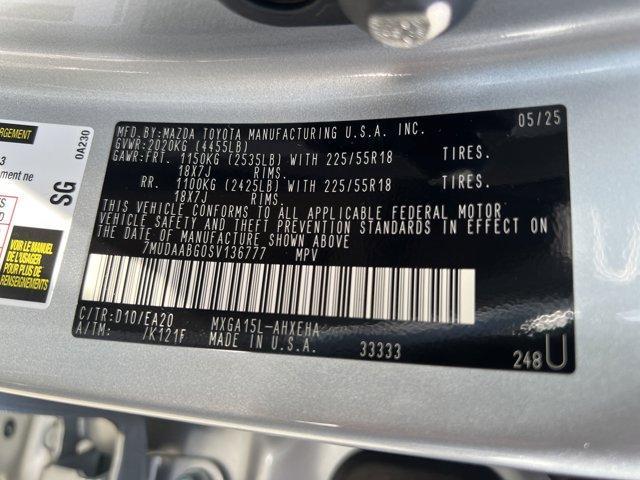 MFD.BY:MAZDA TOYOTA MANUFACTURING U.S.A. INC. 05/25
GVWR:2020KG (4455LB)
GAWR:FRT. 1150KG (2535LB) WITH 225/55R18 TIRES.
18X7J RIMS.
RR. 1100KG (2425LB) WITH 225/55R18 TIRES.
18X7J RIMS.
THIS VEHICLE CONFORMS TO ALL APPLICABLE FEDERAL MOTOR
VEHICLE SAFETY AND THEFT PREVENTION STANDARDS IN EFFECT ON
THE DATE OF MANUFACTURE SHOWN ABOVE
7MUDAABG0SV136777 MPV
C/TR:D10/EA20 MXGA15L-AHXEHA
A/TM: /K121F MADE IN U.S.A. 33333
248U
0A230
SG
VOIR LE MANUEL
DE L'USAGER
POUR PLUS DE
RENSEIGNEMENTS